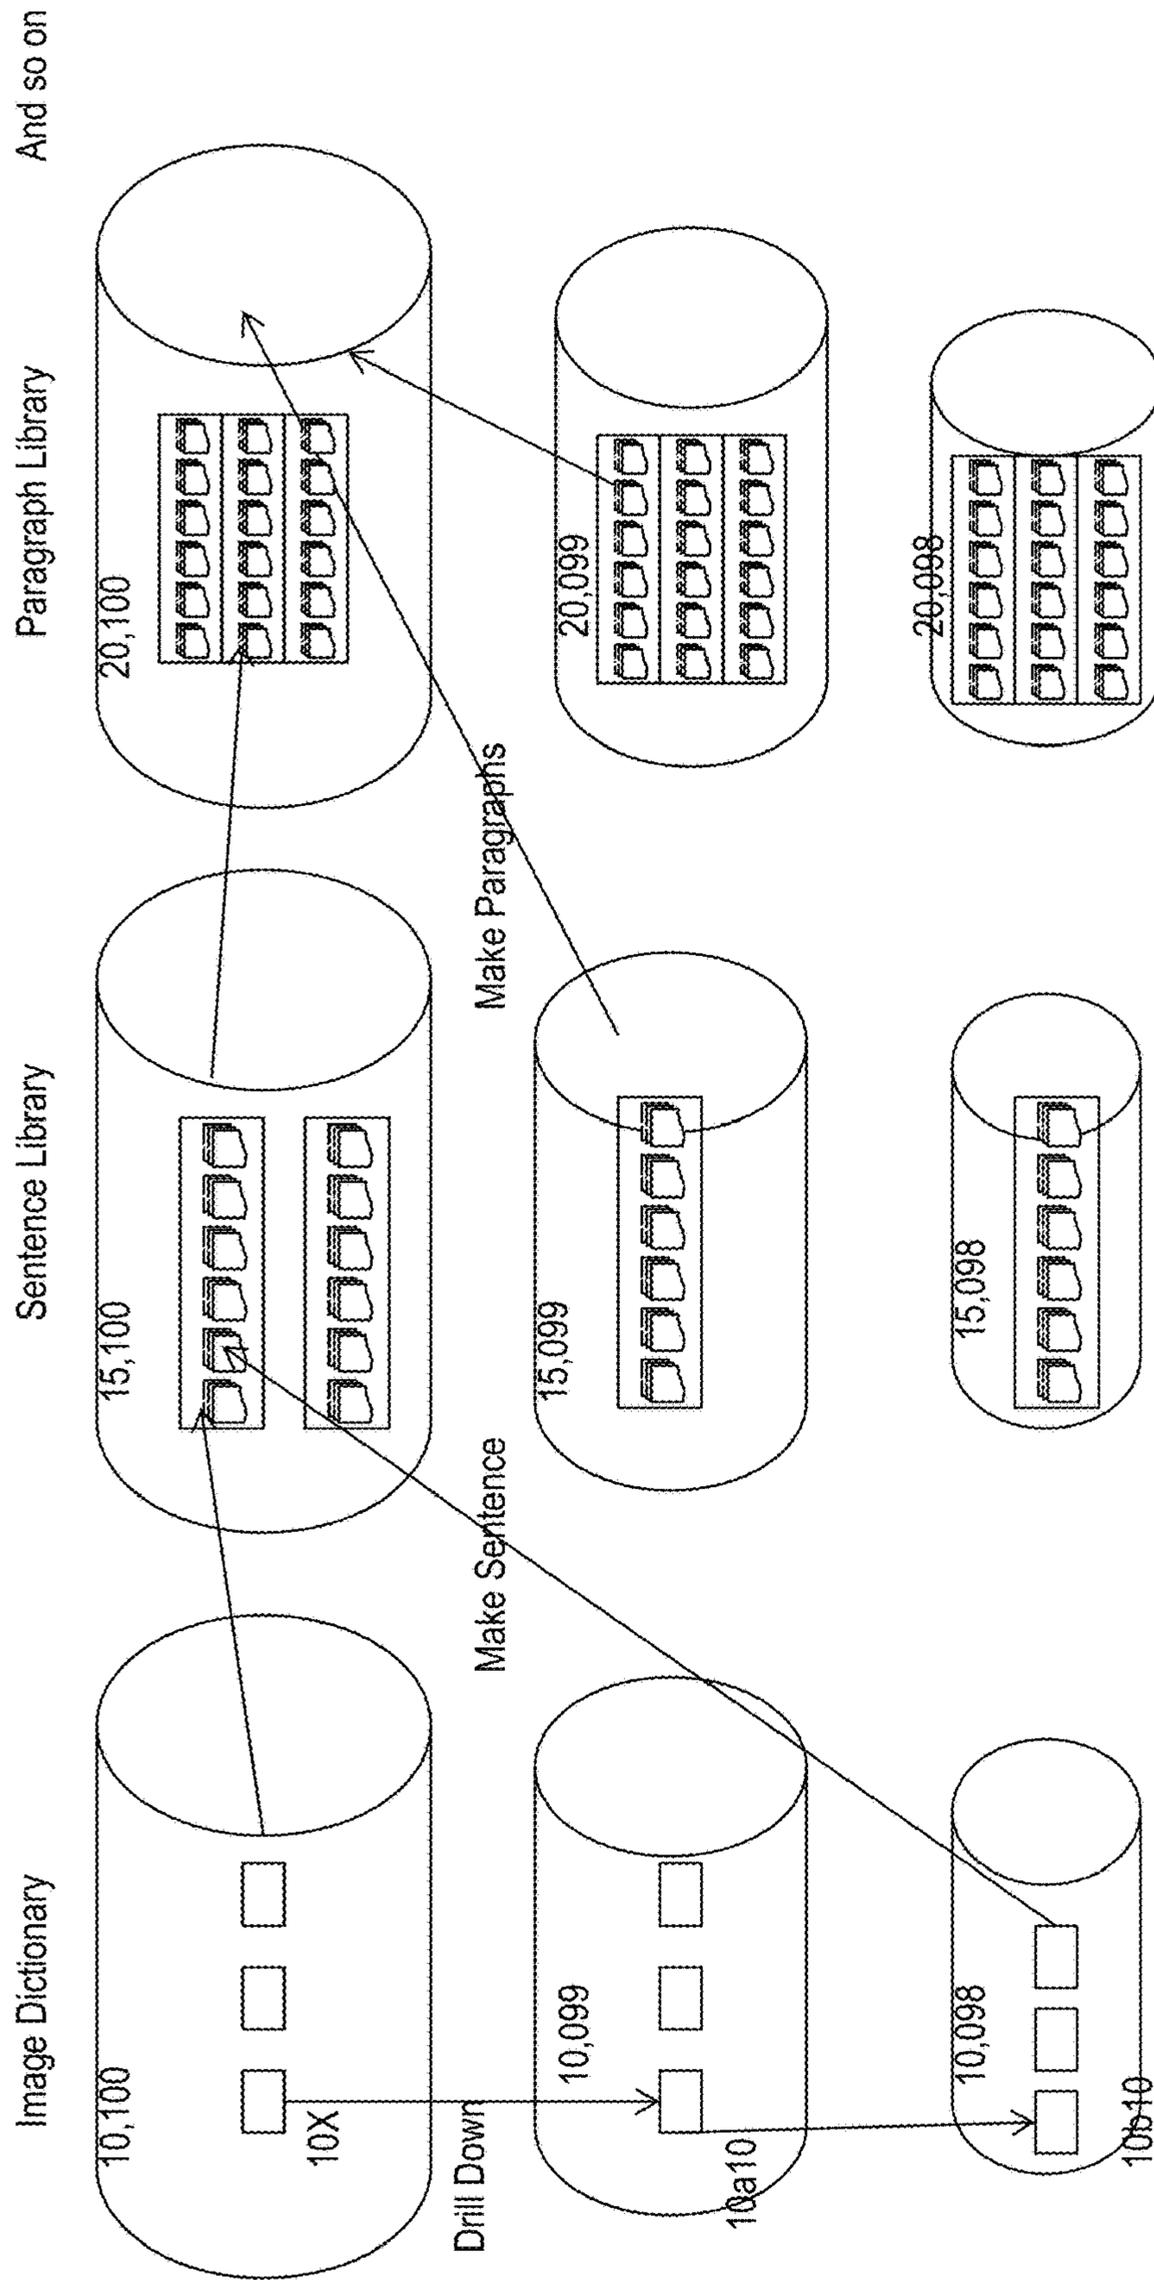 Image Dictionary
Sentence Library
Paragraph Library
And so on
10,100
15,100
20,100
10X
Drill Down
Make Sentence
Make Paragraphs
10,099
15,099
20,099
10a10
10,098
15,098
20,098
10b10